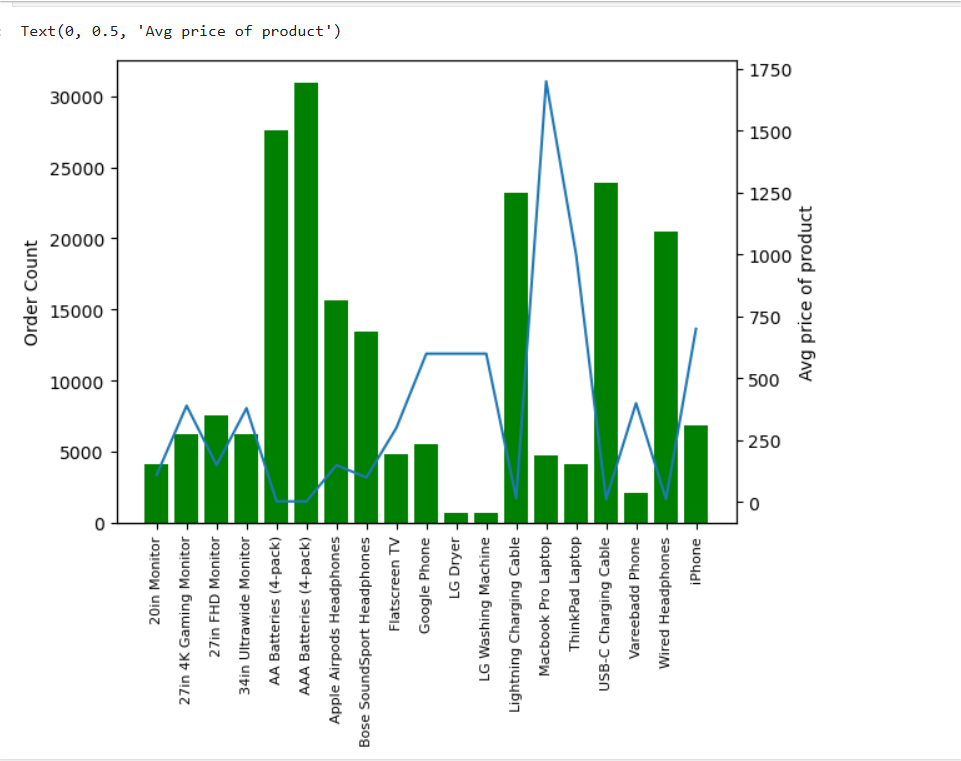 : Text(0, 0.5, 'Avg price of product')
30000
25000
20000
15000
10000
5000
0
Order Count
1750
1500
1250
1000
750
500
250
0
Avg price of product
20in Monitor
27in 4K Gaming Monitor
27in FHD Monitor
34in Ultrawide Monitor
AA Batteries (4-pack)
AAA Batteries (4-pack)
Apple Airpods Headphones
Bose SoundSport Headphones
Flatscreen TV
Google Phone
LG Dryer
LG Washing Machine
Lightning Charging Cable
Macbook Pro Laptop
ThinkPad Laptop
USB-C Charging Cable
Vareebadd Phone
Wired Headphones
iPhone